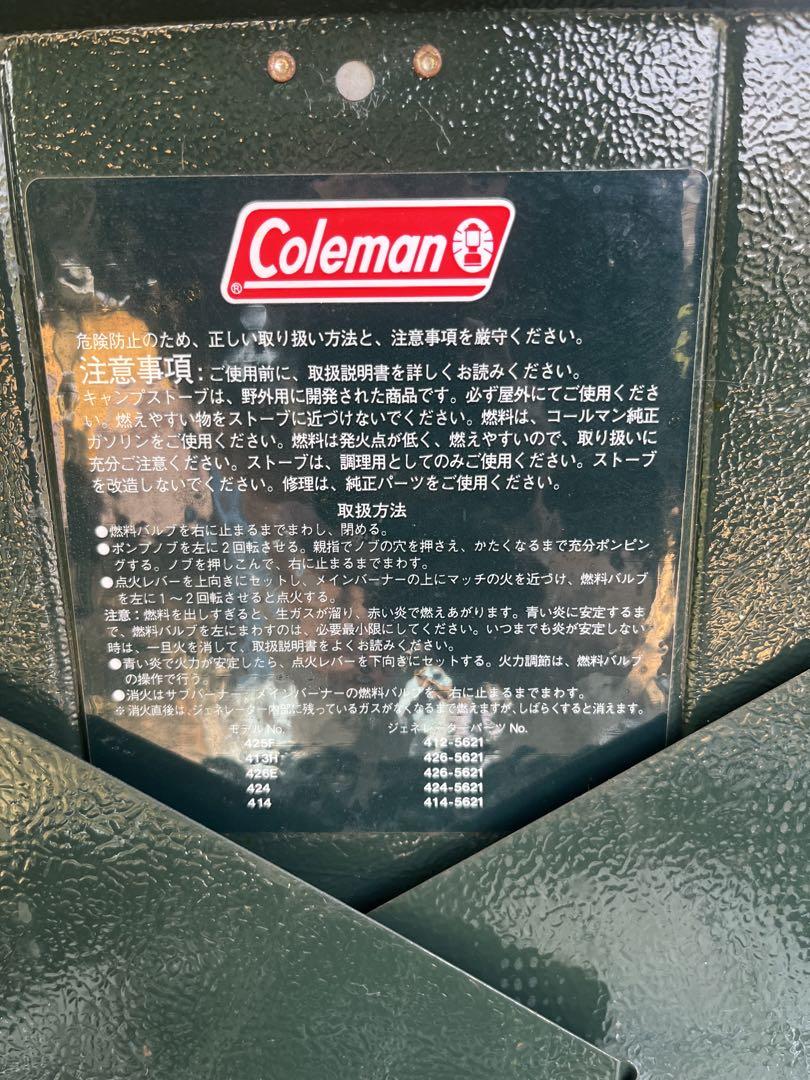 Coleman
®
危険防止のため、正しい取り扱い方法と、注意事項を厳守ください。
注意事項:ご使用前に、取扱説明書を詳しくお読みください。
キャンプストーブは、野外用に開発された商品です。必ず屋外にてご使用くださ
い。燃えやすい物をストーブに近づけないでください。燃料は、コールマン純正
ガソリンをご使用ください。燃料は発火点が低く、燃えやすいので、取り扱いに
充分ご注意ください。ストーブは、調理用としてのみご使用ください。ストーブ
を改造しないでください。修理は、純正パーツをご使用ください。
取扱方法
●燃料バルブを右に止まるまでまわし、閉める。
●ポンプノブを左に2回転させる。親指でノブの穴を押さえ、かたくなるまで充分ポンピン
グする。ノブを押しこんで、右に止まるまでまわす。
●点火レバーを上向きにセットし、メインバーナーの上にマッチの火を近づけ、燃料バルブ
を左に1〜2回転させると点火する。
注意:燃料を出しすぎると、生ガスが溜り、赤い炎で燃えあがります。青い炎に安定するま
で、燃料バルブを左にまわすのは、必要最小限にしてください。いつまでも炎が安定しない
時は、一旦火を消して、取扱説明書をよくお読みください。
●青い炎で火力が安定したら、点火レバーを下向きにセットする。火力調節は、燃料バルブ
の操作で行う。
●消火はサブバーナー、メインバーナーの燃料バルブを、右に止まるまでまわす。
※消火直後は、ジェネレーター内部に残っているガスがなくなるまで燃えますが、しばらくすると消えます。
モデルNo. ジェネレーターパーツ No.
425F 412-5621
413H 426-5621
426E 426-5621
424 424-5621
414 414-5621